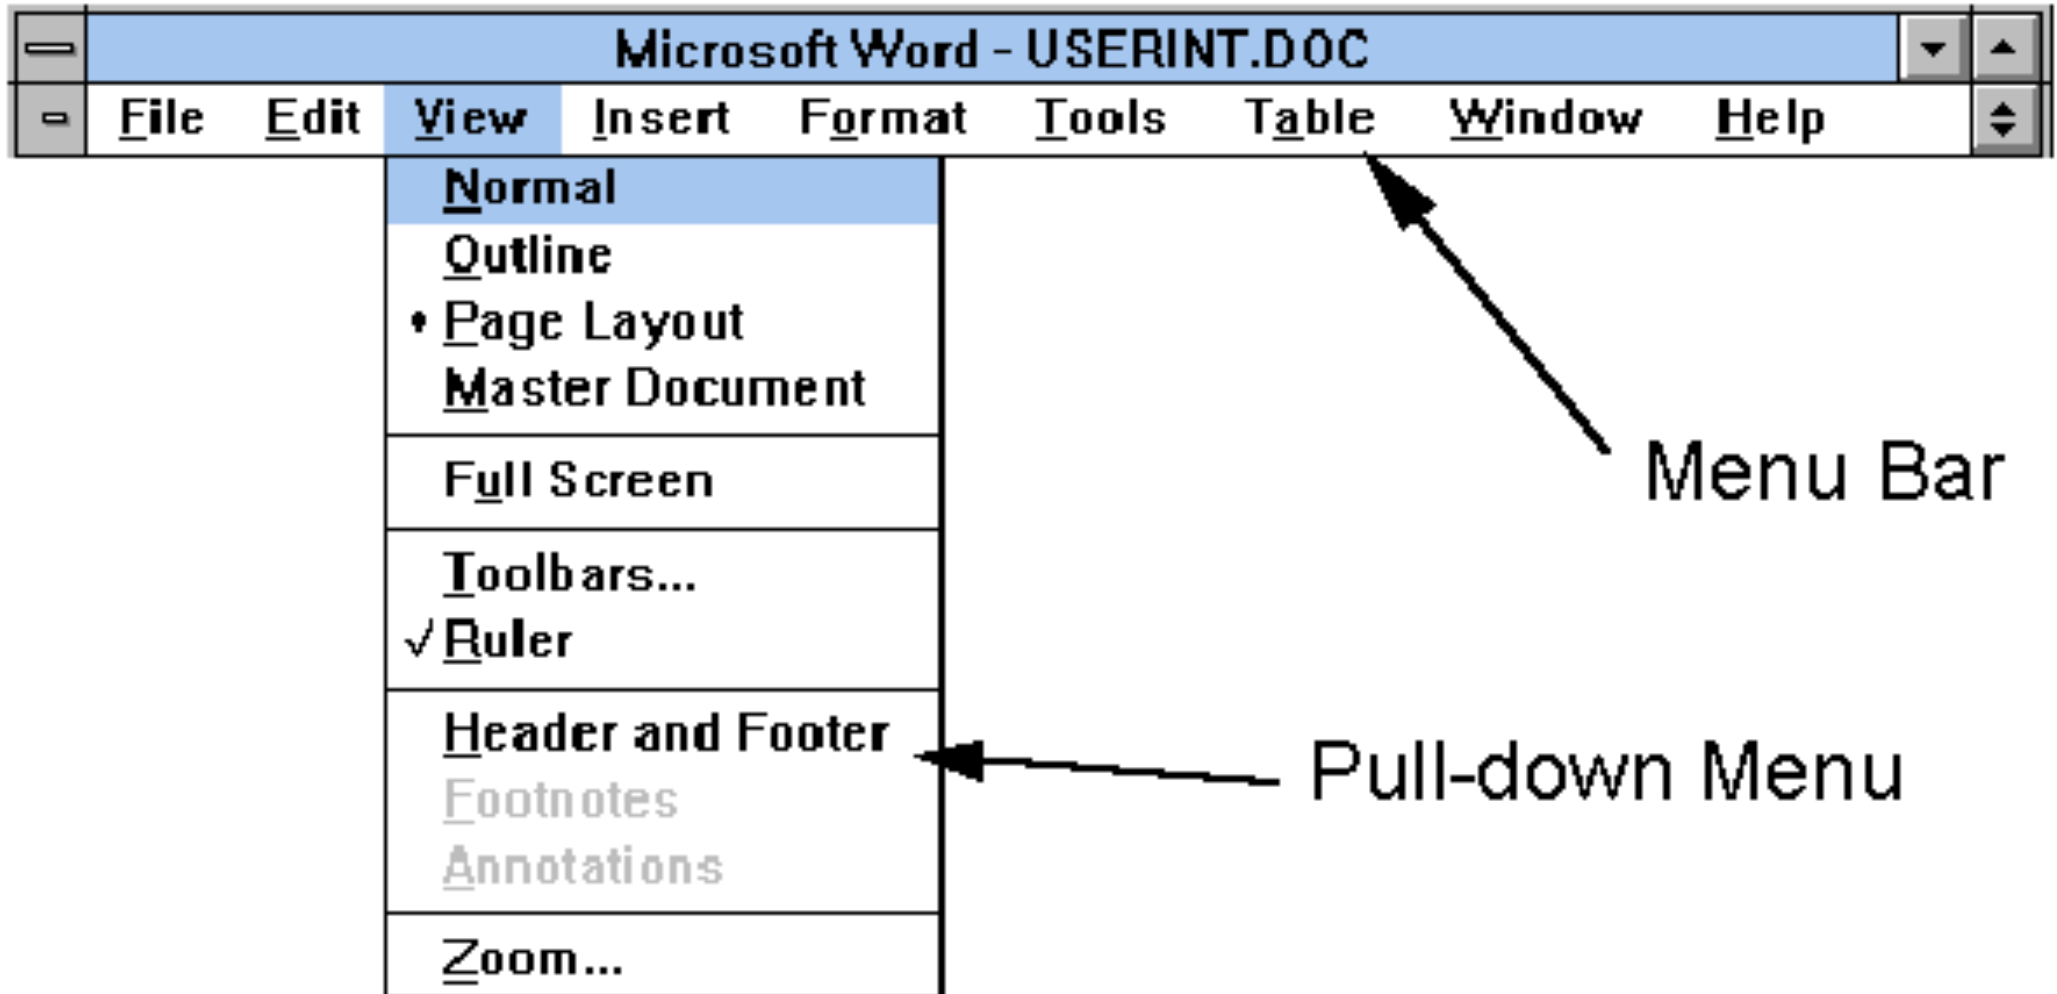 Microsoft Word - USERINT.DOC
File Edit View Insert Format Tools Table Window Help
Normal
Outline
• Page Layout
Master Document
Full Screen
Menu Bar
Toolbars...
√ Ruler
Header and Footer
Pull-down Menu
Footnotes
Annotations
Zoom...